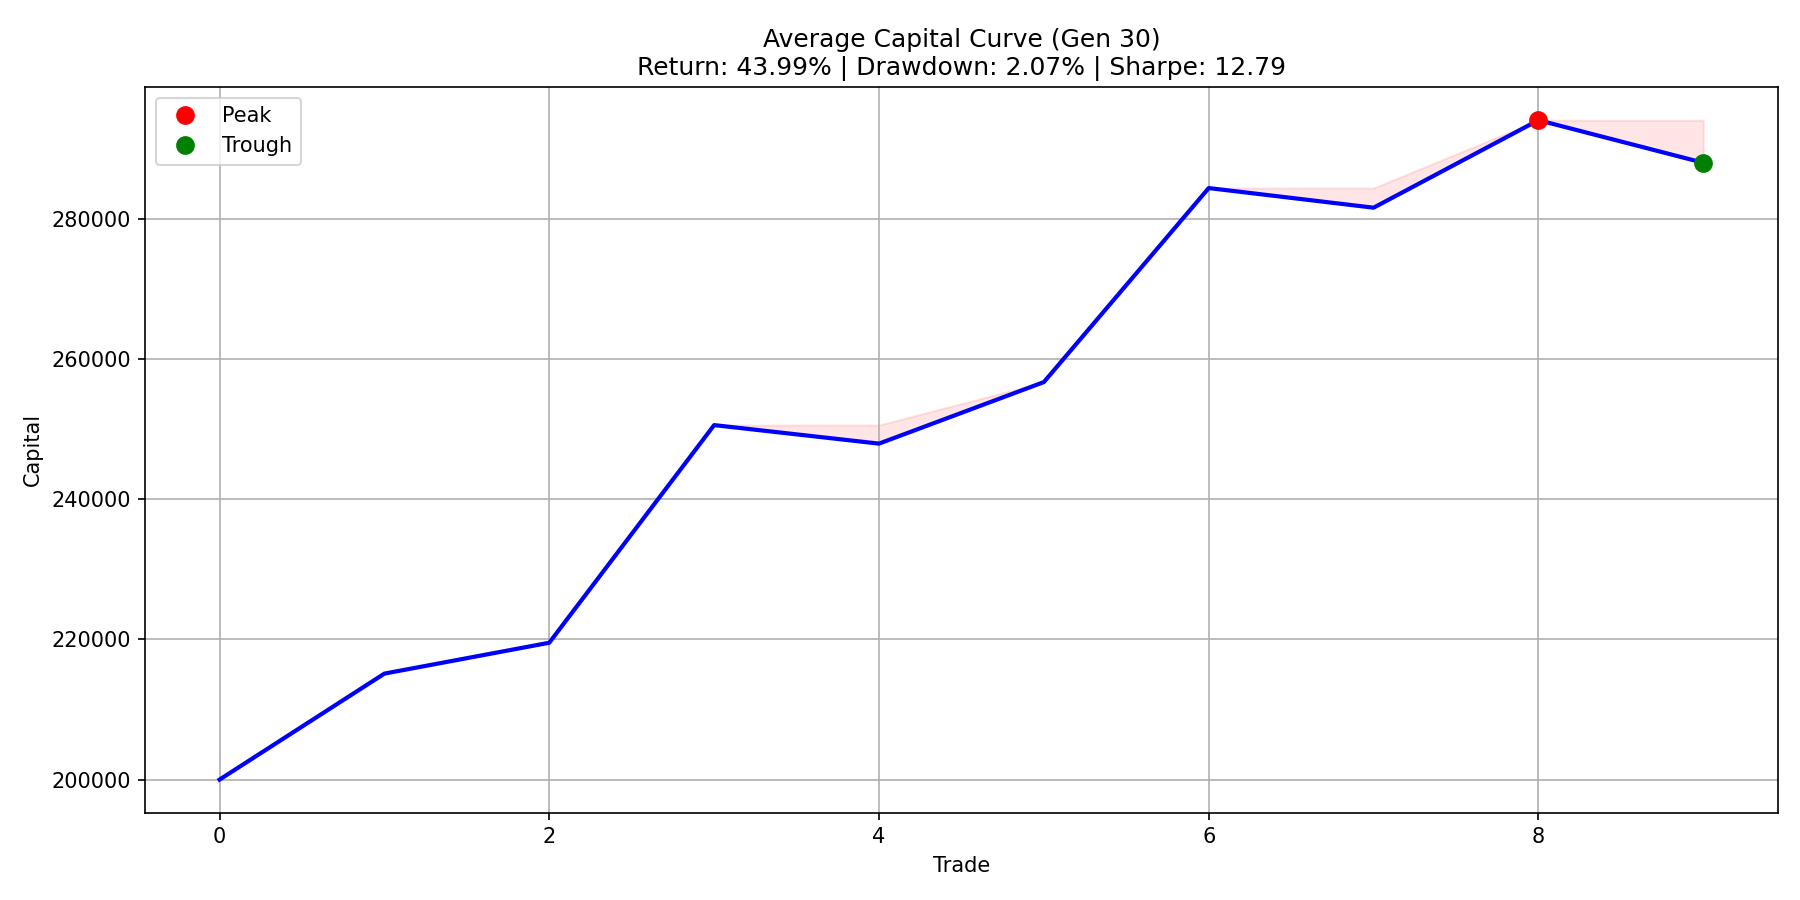 Average Capital Curve (Gen 30)
Return: 43.99% | Drawdown: 2.07% | Sharpe: 12.79
Peak
Trough
280000
260000
240000
220000
200000
Capital
0 2 4 6 8
Trade